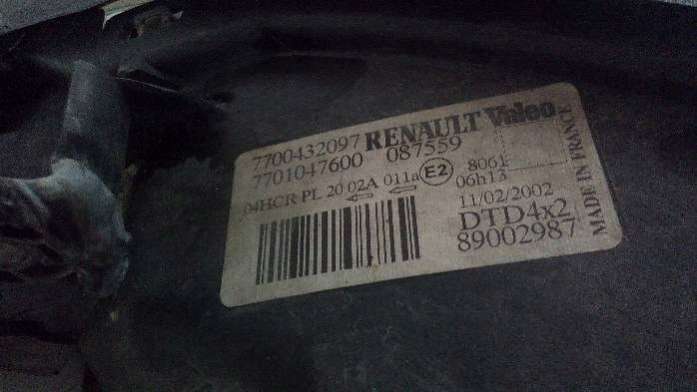 7700432097 RENAULT Valeo
7701047600 087559
04HCR PL 20 02A 011a E2 8061
06h13
11/02/2002
DTD4x2
89002987
MADE IN FRANCE